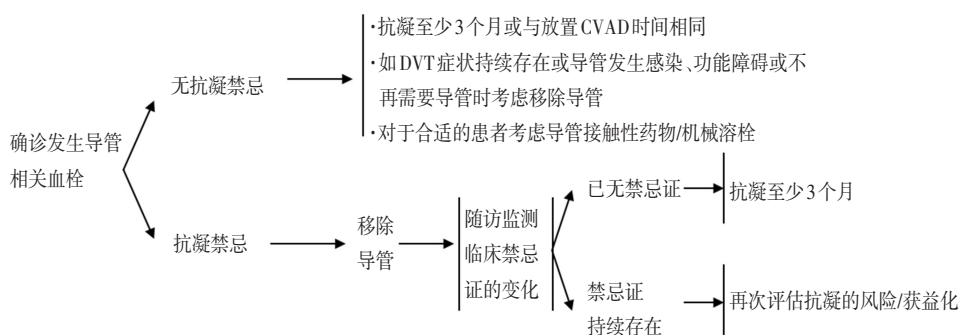 ·抗凝至少3个月或与放置CVAD时间相同
·如DVT症状持续存在或导管发生感染、功能障碍或不
再需要导管时考虑移除导管
·对于合适的患者考虑导管接触性药物/机械溶栓
无抗凝禁忌
确诊发生导管
相关血栓
抗凝禁忌
移除
导管
随访监测
临床禁忌
证的变化
已无禁忌证
抗凝至少3个月
禁忌证
持续存在
再次评估抗凝的风险/获益化